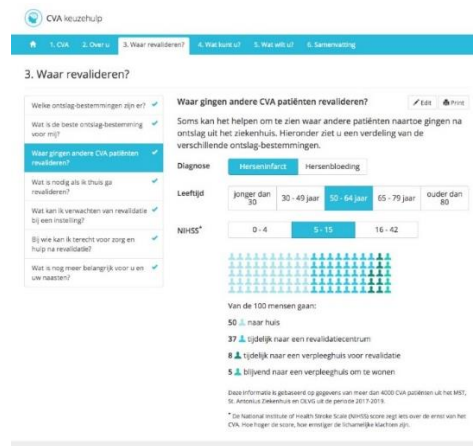 CVA keuzehulp
1. CVA 2. Over u 3. Waar revalideren? 4. Wat kunt u? 5. Wat wilt u? 6. Samenvatting
3. Waar revalideren?
Welke ontslag-bestemmingen zijn er?
Wat is de beste ontslag-bestemming
voor mij?
Waar gingen andere CVA patiënten
revalideren?
Wat is nodig als ik thuis ga
revalideren?
Wat kan ik verwachten van revalidatie
bij een instelling?
Bij wie kan ik terecht voor zorg en
hulp na revalidatie?
Wat is nog meer belangrijk voor u en
uw naasten?
Waar gingen andere CVA patiënten revalideren?
Edit Print
Soms kan het helpen om te zien waar andere patiënten naartoe gingen na
ontslag uit het ziekenhuis. Hieronder ziet u een verdeling van de
verschillende ontslag-bestemmingen.
Diagnose Herseninfarct Hersenbloeding
Leeftijd jonger dan 30 30 - 49 jaar 50 - 64 jaar 65 - 79 jaar ouder dan 80
NIHSS* 0 - 4 5 - 15 16 - 42
Van de 100 mensen gaan:
50 naar huis
37 tijdelijk naar een revalidatiecentrum
8 tijdelijk naar een verpleeghuis voor revalidatie
5 blijvend naar een verpleeghuis om te wonen
Deze informatie is gebaseerd op gegevens van meer dan 4000 CVA patiënten uit het MST,
St. Antonius Ziekenhuis en OLVG uit de periode 2017-2019.
* De National Institute of Health Stroke Scale (NIHSS) score zegt iets over de ernst van het
CVA. Hoe hoger de score, hoe ernstiger de lichamelijke klachten zijn.